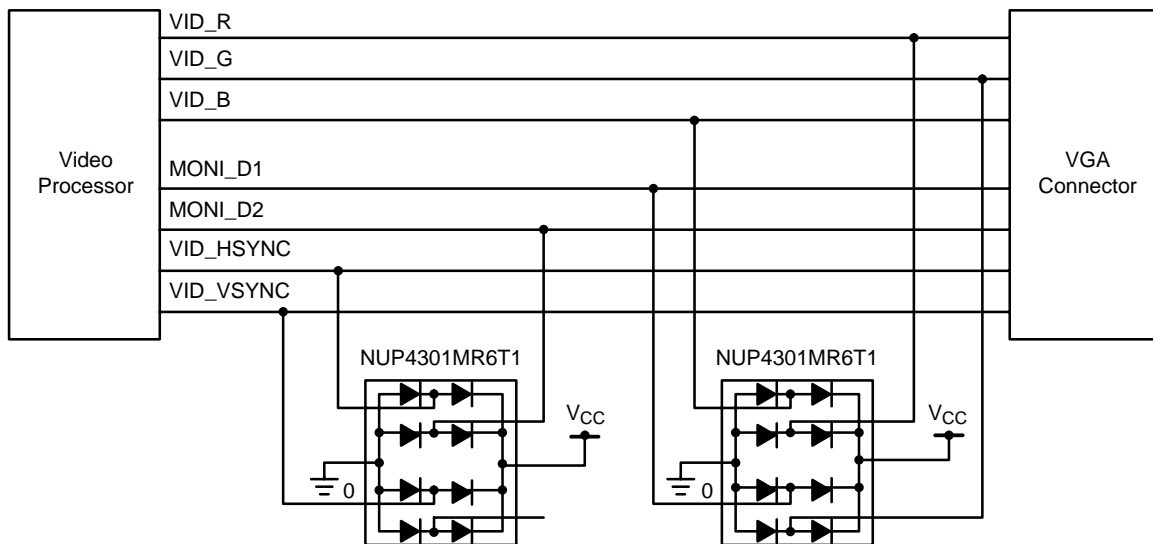 VID_R
VID_G
VID_B
Video
Processor
MONI_D1
MONI_D2
VID_HSYNC
VID_VSYNC
VGA
Connector
NUP4301MR6T1
NUP4301MR6T1
VCC
VCC
0
0